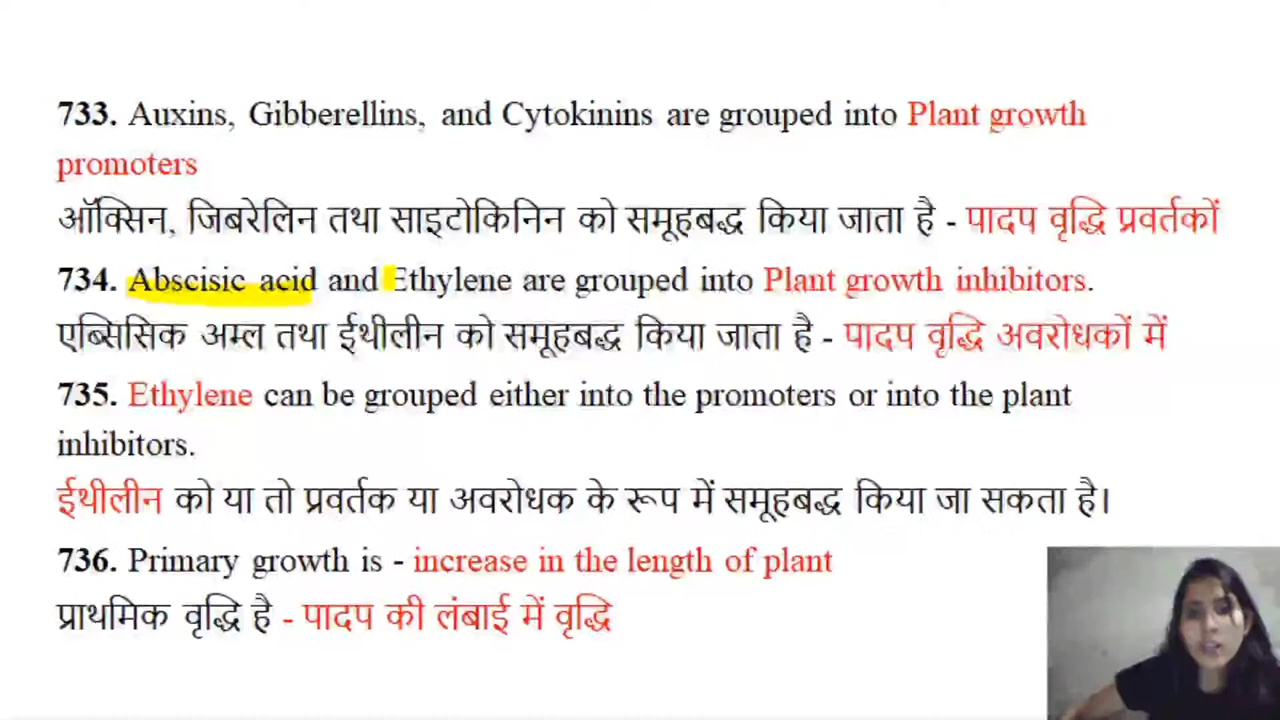 733. Auxins, Gibberellins, and Cytokinins are grouped into Plant growth
promoters
ऑक्सिन, जिबरेलिन तथा साइटोकिनिन को समूहबद्ध किया जाता है - पादप वृद्धि प्रवर्तकों
734. Abscisic acid and Ethylene are grouped into Plant growth inhibitors.
एब्सिसिक अम्ल तथा ईथीलीन को समूहबद्ध किया जाता है - पादप वृद्धि अवरोधकों में
735. Ethylene can be grouped either into the promoters or into the plant
inhibitors.
ईथीलीन को या तो प्रवर्तक या अवरोधक के रूप में समूहबद्ध किया जा सकता है।
736. Primary growth is - increase in the length of plant
प्राथमिक वृद्धि है - पादप की लंबाई में वृद्धि